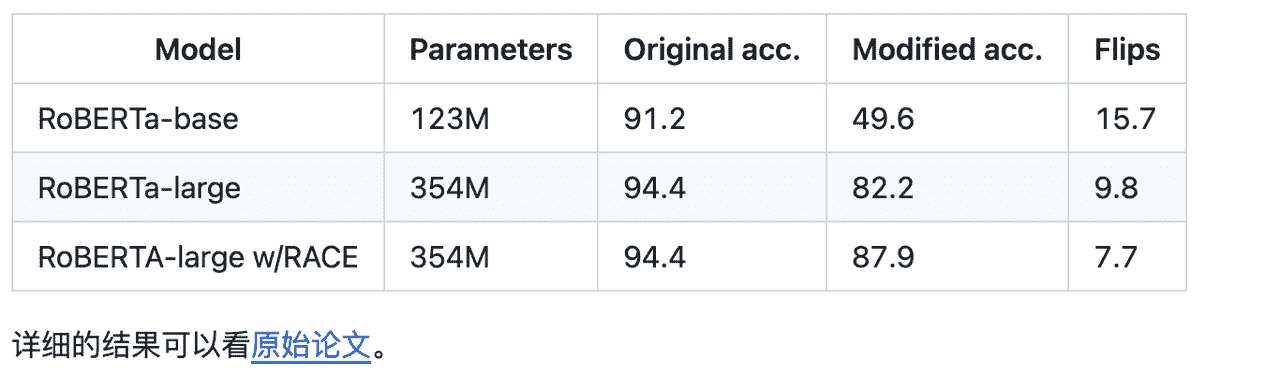 Model Parameters Original acc. Modified acc. Flips
RoBERTa-base 123M 91.2 49.6 15.7
RoBERTa-large 354M 94.4 82.2 9.8
RoBERTA-large w/RACE 354M 94.4 87.9 7.7
详细的结果可以看原始论文。